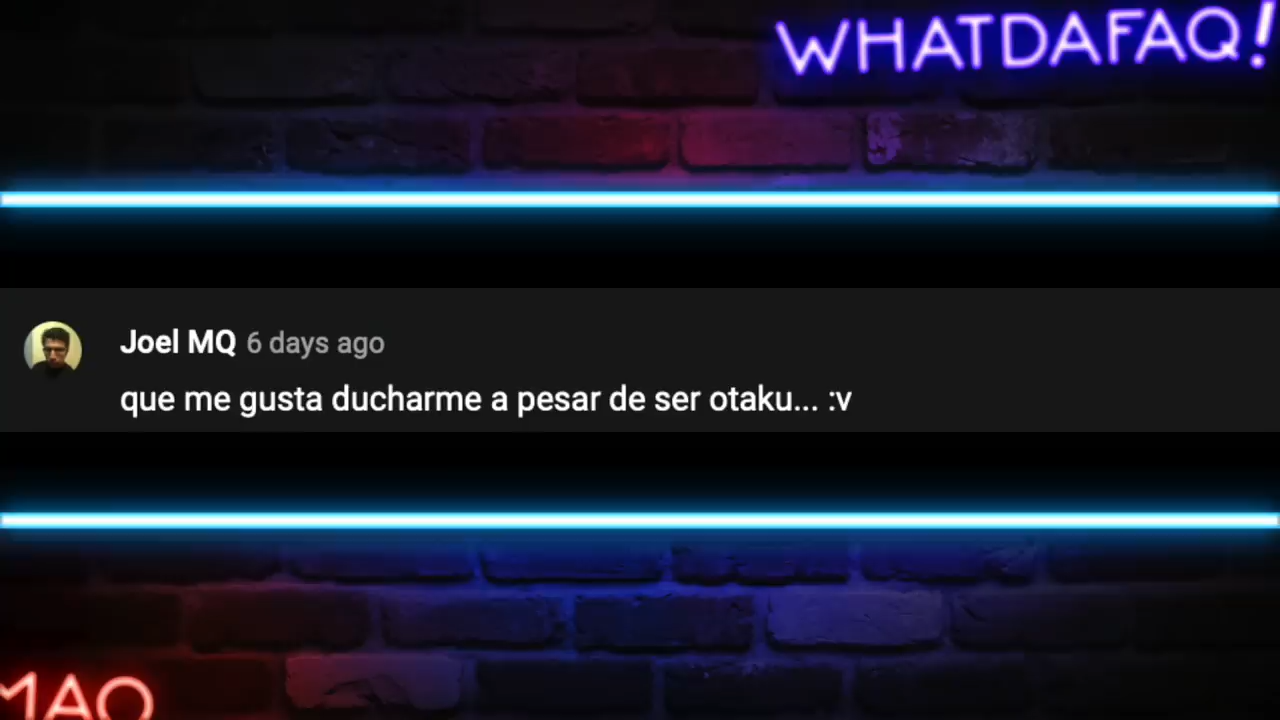 WHATDAFAQ!
Joel MQ 6 days ago
que me gusta ducharme a pesar de ser otaku... :v
MAO